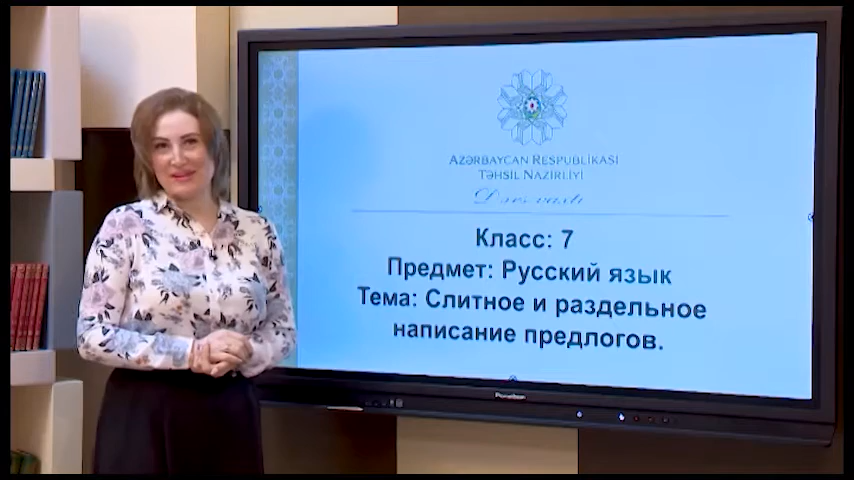 AZƏRBAYCAN RESPUBLİKASI
TƏHSİL NAZİRLİYİ
Dərs vaxtı
Класс: 7
Предмет: Русский язык
Тема: Слитное и раздельное
написание предлогов.
Promethean